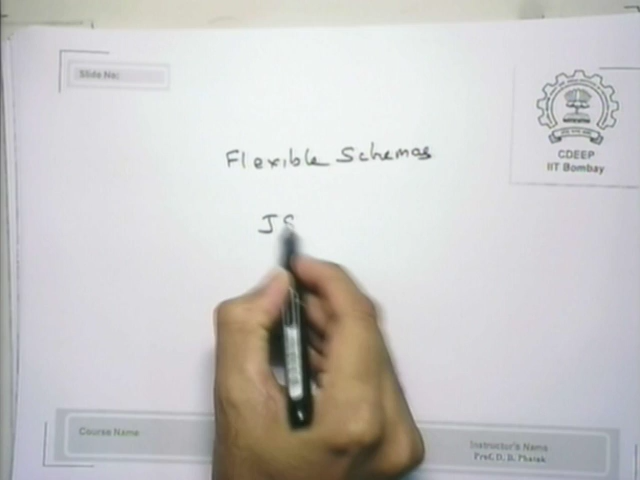 Slide No:
CDEEP
IIT Bombay
Flexible Schemas
JS
Course Name
Instructor's Name
Prof. D. B. Phatak